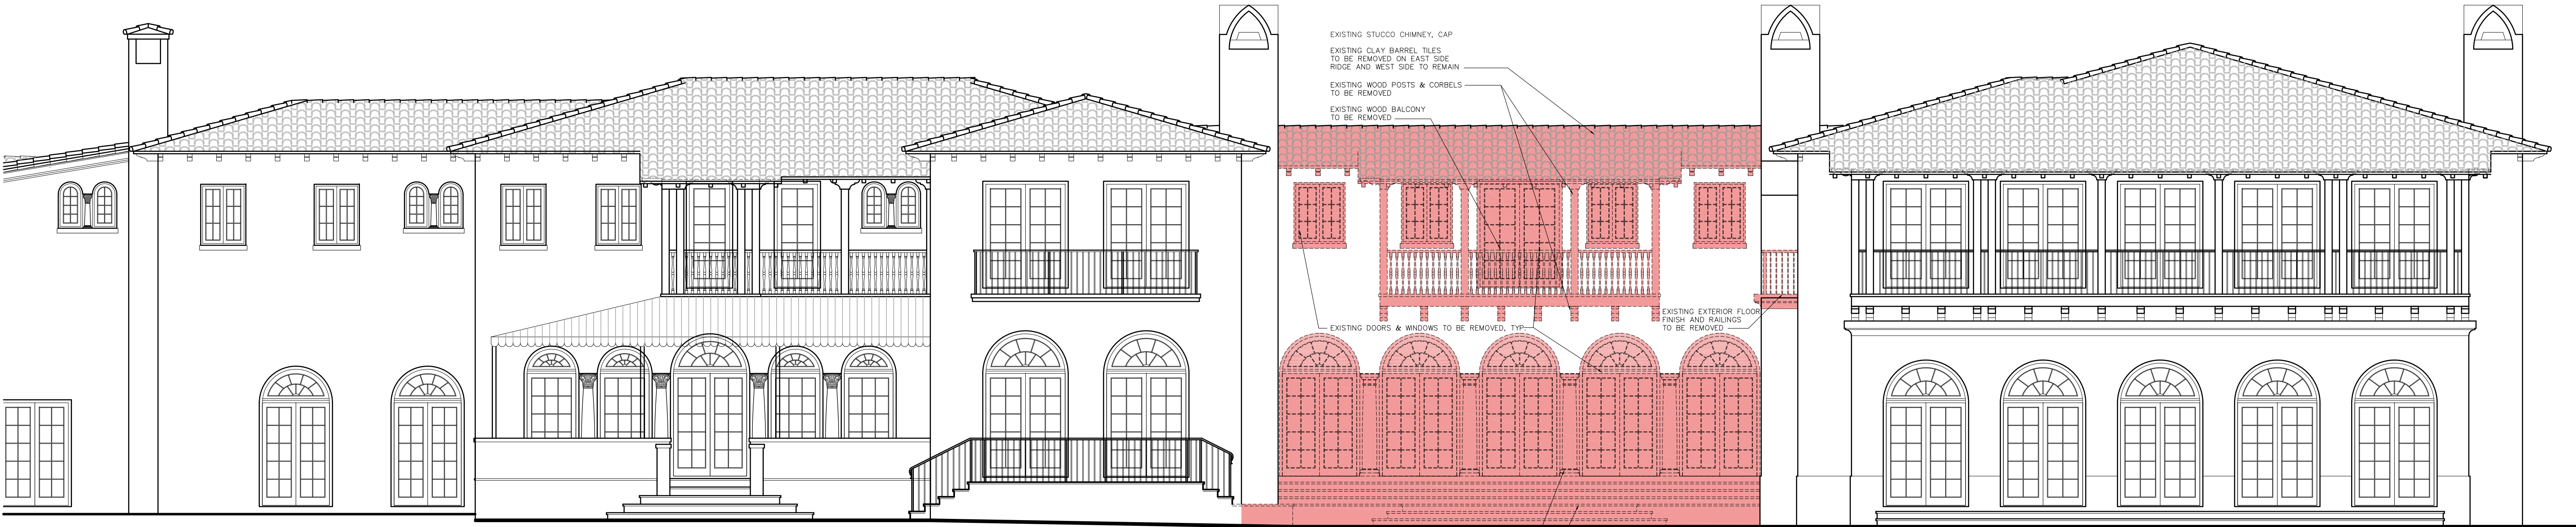 EXISTING STUCCO CHIMNEY, CAP
EXISTING CLAY BARREL TILES
TO BE REMOVED ON EAST SIDE
RIDGE AND WEST SIDE TO REMAIN
EXISTING WOOD POSTS & CORBELS
TO BE REMOVED
EXISTING WOOD BALCONY
TO BE REMOVED
EXISTING EXTERIOR FLOOR
FINISH AND RAILINGS
TO BE REMOVED
EXISTING DOORS & WINDOWS TO BE REMOVED, TYP